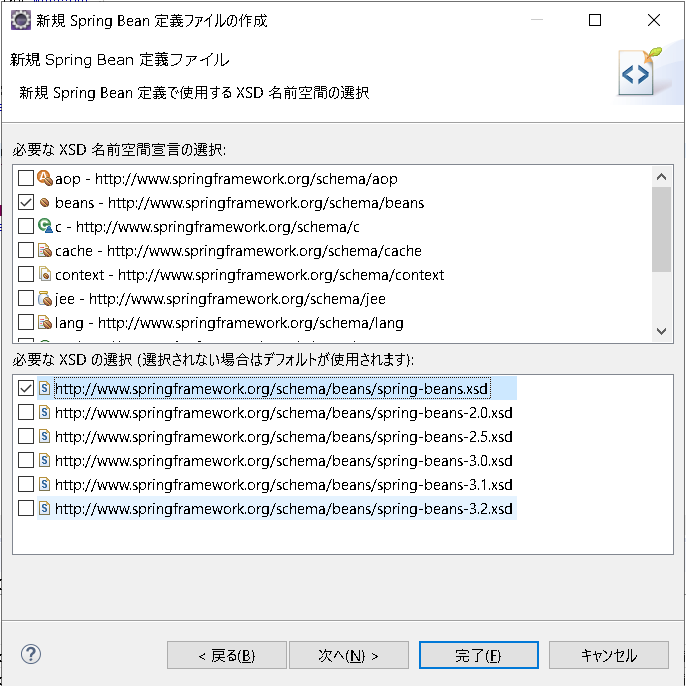 新規 Spring Bean 定義ファイルの作成
新規 Spring Bean 定義ファイル
新規 Spring Bean 定義で使用する XSD 名前空間の選択
必要な XSD 名前空間宣言の選択:
aop - http://www.springframework.org/schema/aop
beans - http://www.springframework.org/schema/beans
c - http://www.springframework.org/schema/c
cache - http://www.springframework.org/schema/cache
context - http://www.springframework.org/schema/context
jee - http://www.springframework.org/schema/jee
lang - http://www.springframework.org/schema/lang
必要な XSD の選択 (選択されない場合はデフォルトが使用されます):
http://www.springframework.org/schema/beans/spring-beans.xsd
http://www.springframework.org/schema/beans/spring-beans-2.0.xsd
http://www.springframework.org/schema/beans/spring-beans-2.5.xsd
http://www.springframework.org/schema/beans/spring-beans-3.0.xsd
http://www.springframework.org/schema/beans/spring-beans-3.1.xsd
http://www.springframework.org/schema/beans/spring-beans-3.2.xsd
< 戻る(B) 次へ(N) > 完了(F) キャンセル